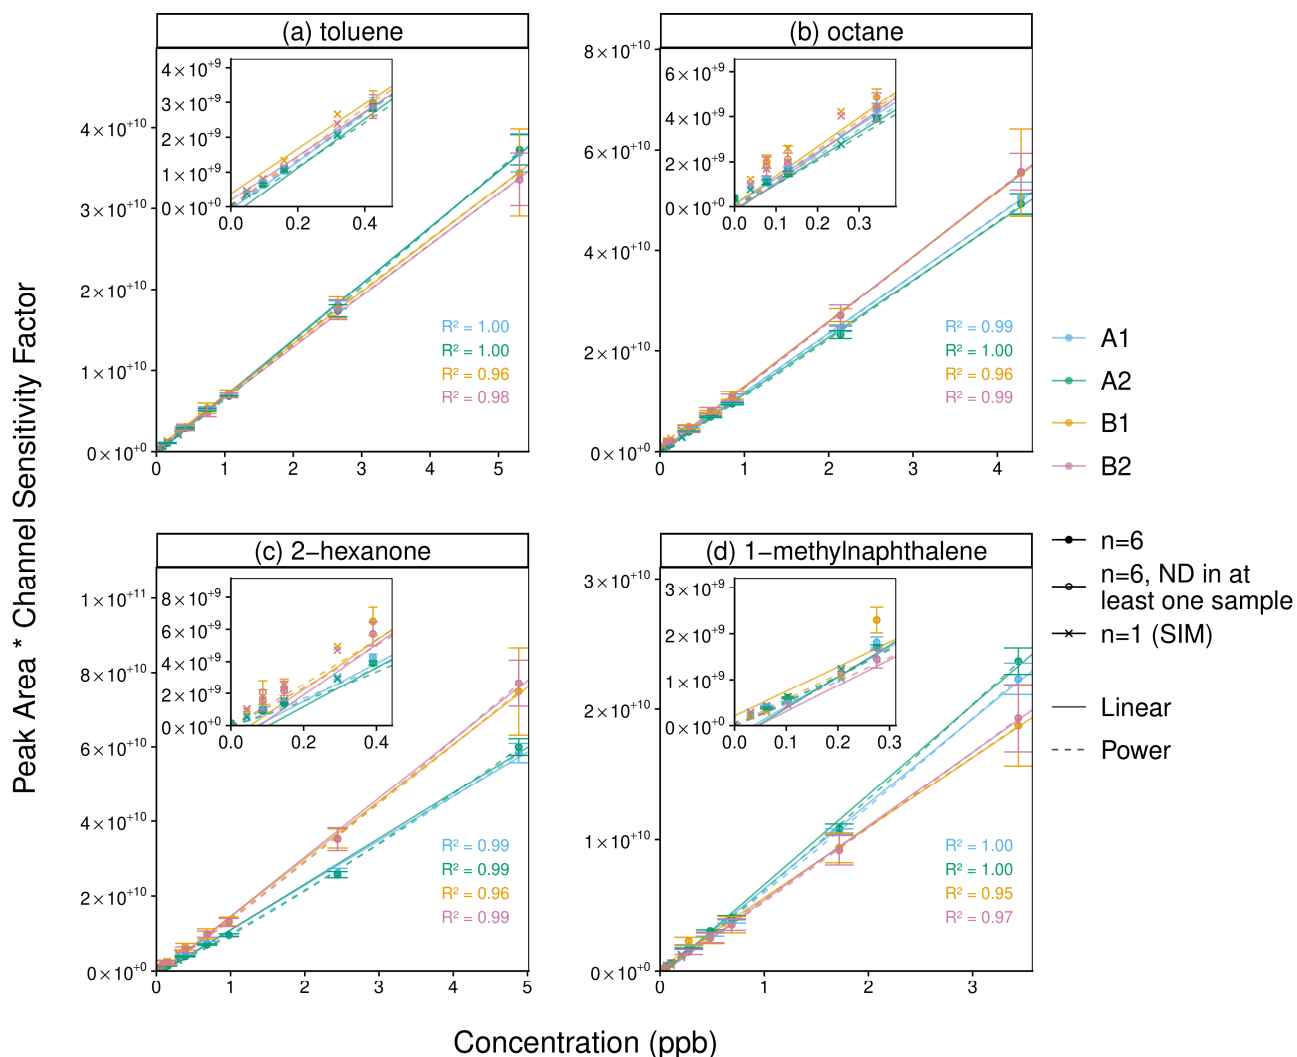 (a) toluene
4×10⁺¹⁰
3×10⁺¹⁰
2×10⁺¹⁰
1×10⁺¹⁰
0×10⁺⁰
4×10⁺⁹
3×10⁺⁹
2×10⁺⁹
1×10⁺⁹
0×10⁺⁰
0.0 0.2 0.4
R² = 1.00
R² = 1.00
R² = 0.96
R² = 0.98
0 1 2 3 4 5
(b) octane
8×10⁺¹⁰
6×10⁺¹⁰
4×10⁺¹⁰
2×10⁺¹⁰
0×10⁺⁰
6×10⁺⁹
4×10⁺⁹
2×10⁺⁹
0×10⁺⁰
0.0 0.1 0.2 0.3
R² = 0.99
R² = 1.00
R² = 0.96
R² = 0.99
0 1 2 3 4
(c) 2−hexanone
1×10⁺¹¹
8×10⁺¹⁰
6×10⁺¹⁰
4×10⁺¹⁰
2×10⁺¹⁰
0×10⁺⁰
8×10⁺⁹
6×10⁺⁹
4×10⁺⁹
2×10⁺⁹
0×10⁺⁰
0.0 0.2 0.4
R² = 0.99
R² = 0.99
R² = 0.96
R² = 0.99
0 1 2 3 4 5
(d) 1−methylnaphthalene
3×10⁺¹⁰
2×10⁺¹⁰
1×10⁺¹⁰
0×10⁺⁰
3×10⁺⁹
2×10⁺⁹
1×10⁺⁹
0×10⁺⁰
0.0 0.1 0.2 0.3
R² = 1.00
R² = 1.00
R² = 0.95
R² = 0.97
0 1 2 3
Peak Area * Channel Sensitivity Factor
Concentration (ppb)
A1
A2
B1
B2
n=6
n=6, ND in at
least one sample
n=1 (SIM)
Linear
Power